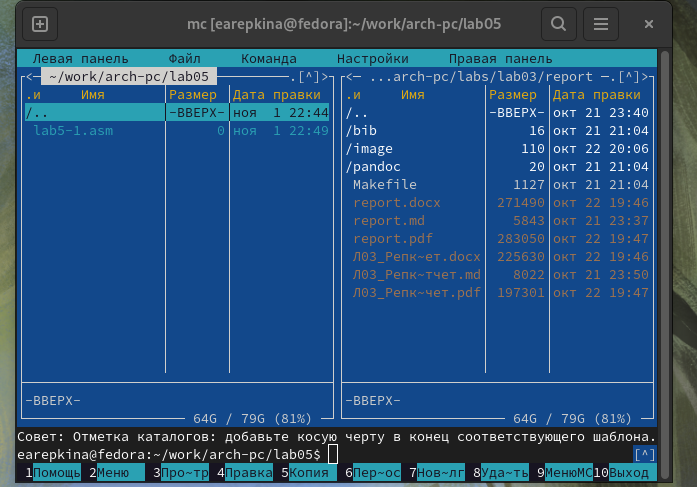 mc [earepkina@fedora]:~/work/arch-pc/lab05
Левая панель Файл Команда Настройки Правая панель
<─ ~/work/arch-pc/lab05 ─.[^]>
.и Имя Размер Дата правки
/.. -ВВЕРХ- ноя 1 22:44
lab5-1.asm 0 ноя 1 22:49
-ВВЕРХ-
64G / 79G (81%)
<─ ...arch-pc/labs/lab03/report ─.[^]>
.и Имя Размер Дата правки
/.. -ВВЕРХ- окт 21 23:40
/bib 16 окт 21 21:04
/image 110 окт 22 20:06
/pandoc 20 окт 21 21:04
Makefile 1127 окт 21 21:04
report.docx 271490 окт 22 19:46
report.md 5843 окт 21 23:37
report.pdf 283050 окт 22 19:47
Л03_Репк~ет.docx 225630 окт 22 19:46
Л03_Репк~тчет.md 8022 окт 21 23:50
Л03_Репк~чет.pdf 197301 окт 22 19:47
-ВВЕРХ-
64G / 79G (81%)
Совет: Отметка каталогов: добавьте косую черту в конец соответствующего шаблона.
earepkina@fedora:~/work/arch-pc/lab05$ [^]
1Помощь 2Меню 3Про~тр 4Правка 5Копия 6Пер~ос 7Нов~лг 8Уда~ть 9МенюMC 10Выход